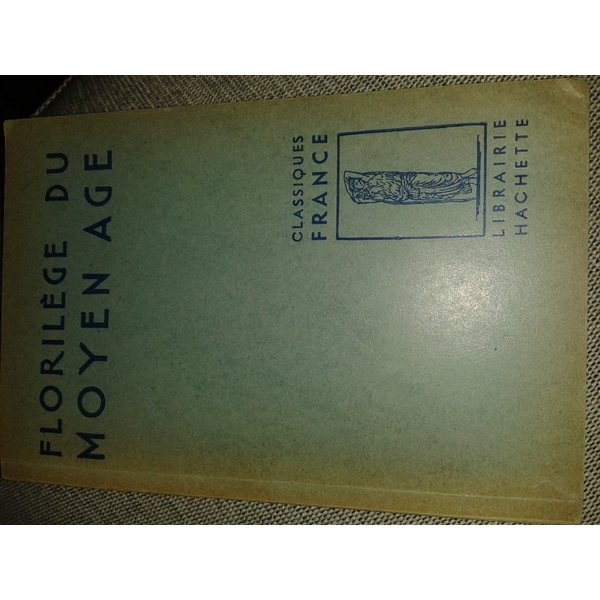 FLORILÈGE DU
MOYEN AGE
CLASSIQUES
FRANCE
LIBRAIRIE
HACHETTE